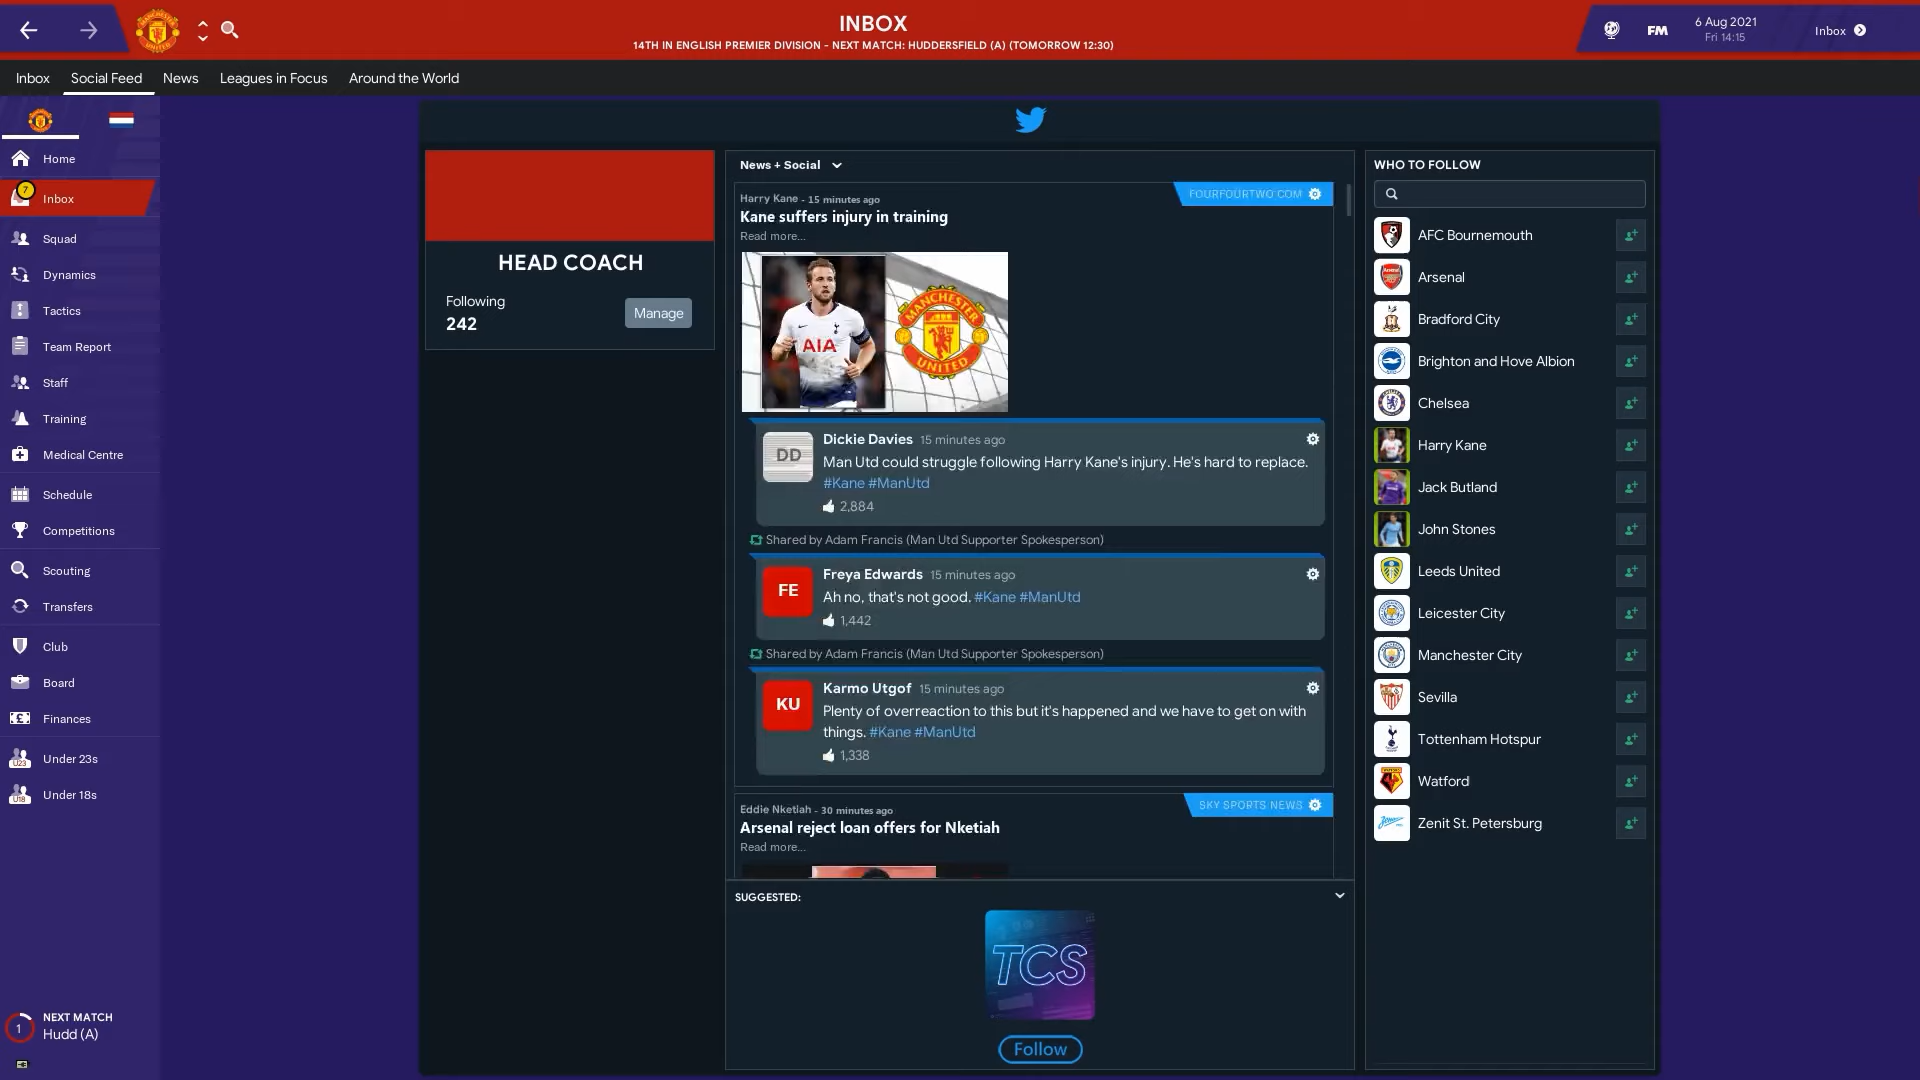 INBOX
14TH IN ENGLISH PREMIER DIVISION - NEXT MATCH: HUDDERSFIELD (A) (TOMORROW 12:30)
FM
6 Aug 2021
Fri 14:15
Inbox
Inbox
Social Feed
News
Leagues in Focus
Around the World
Home
7
Inbox
Squad
Dynamics
Tactics
Team Report
Staff
Training
Medical Centre
Schedule
Competitions
Scouting
Transfers
Club
Board
Finances
U23
Under 23s
U18
Under 18s
1
NEXT MATCH
Hudd (A)
HEAD COACH
Following
242
Manage
News + Social
FOURFOURTWO.COM
Harry Kane - 15 minutes ago
Kane suffers injury in training
Read more...
AIA
MANCHESTER
UNITED
DD
Dickie Davies 15 minutes ago
Man Utd could struggle following Harry Kane's injury. He's hard to replace.
#Kane #ManUtd
2,884
Shared by Adam Francis (Man Utd Supporter Spokesperson)
FE
Freya Edwards 15 minutes ago
Ah no, that's not good. #Kane #ManUtd
1,442
Shared by Adam Francis (Man Utd Supporter Spokesperson)
KU
Karmo Utgof 15 minutes ago
Plenty of overreaction to this but it's happened and we have to get on with
things. #Kane #ManUtd
1,338
SKY SPORTS NEWS
Eddie Nketiah - 30 minutes ago
Arsenal reject loan offers for Nketiah
Read more...
SUGGESTED:
TCS
Follow
WHO TO FOLLOW
AFC Bournemouth
Arsenal
Bradford City
Brighton and Hove Albion
Chelsea
Harry Kane
Jack Butland
John Stones
Leeds United
Leicester City
Manchester City
Sevilla
Tottenham Hotspur
Watford
Zenit St. Petersburg